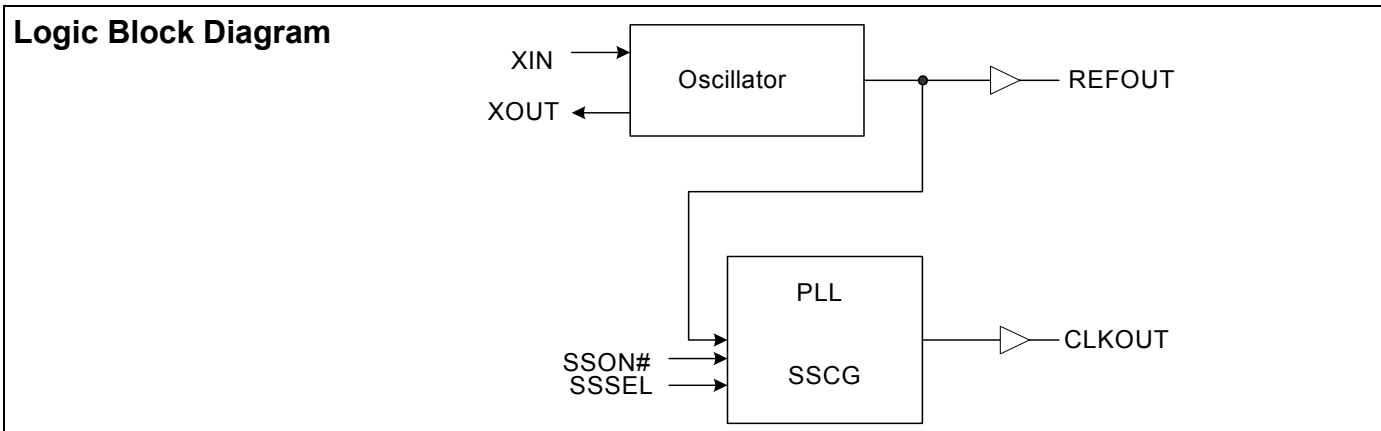 Logic Block Diagram
XIN
XOUT
Oscillator
REFOUT
PLL
SSCG
SSON#
SSSEL
CLKOUT